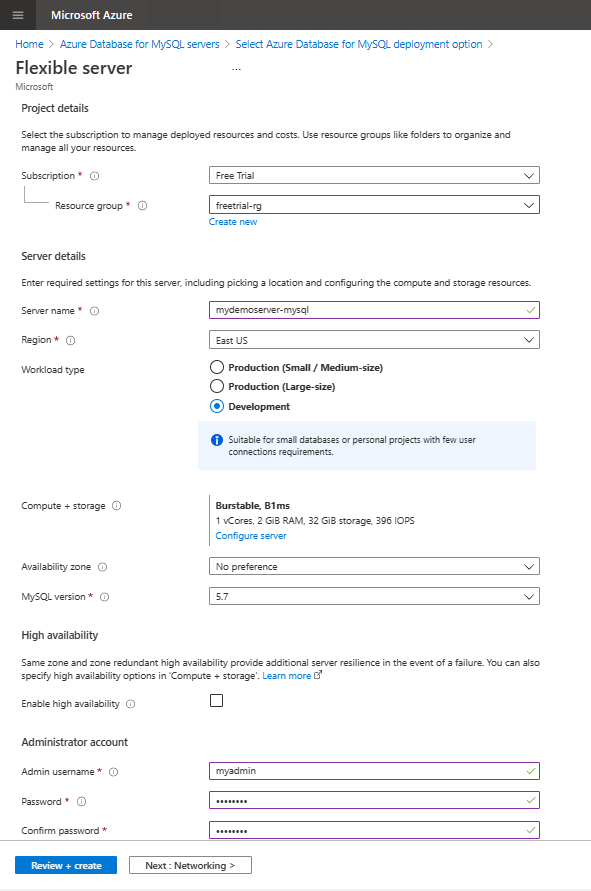 Microsoft Azure
Home > Azure Database for MySQL servers > Select Azure Database for MySQL deployment option >
Flexible server ...
Microsoft
Project details
Select the subscription to manage deployed resources and costs. Use resource groups like folders to organize and
manage all your resources.
Subscription * Free Trial
Resource group * freetrial-rg
Create new
Server details
Enter required settings for this server, including picking a location and configuring the compute and storage resources.
Server name * mydemoserver-mysql
Region * East US
Workload type
Production (Small / Medium-size)
Production (Large-size)
Development
Suitable for small databases or personal projects with few user
connections requirements.
Compute + storage Burstable, B1ms
1 vCores, 2 GiB RAM, 32 GiB storage, 396 IOPS
Configure server
Availability zone No preference
MySQL version * 5.7
High availability
Same zone and zone redundant high availability provide additional server resilience in the event of a failure. You can also
specify high availability options in 'Compute + storage'. Learn more
Enable high availability
Administrator account
Admin username * myadmin
Password * ••••••••
Confirm password * ••••••••
Review + create Next : Networking >